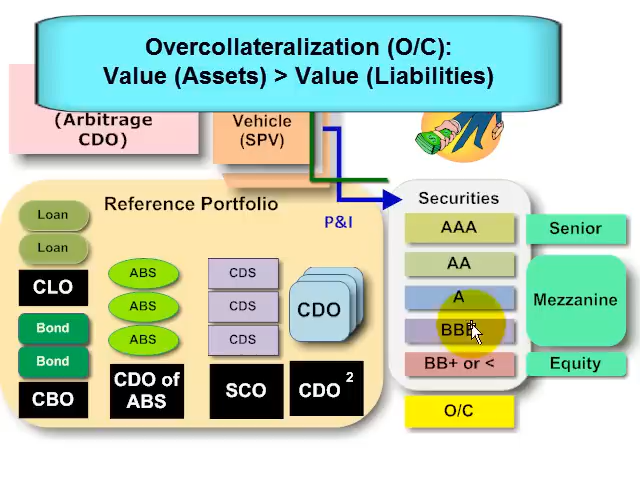 Overcollateralization (O/C):
Value (Assets) > Value (Liabilities)
(Arbitrage
CDO)
Vehicle
(SPV)
P&I
Reference Portfolio
Loan
Loan
CLO
Bond
Bond
CBO
ABS
ABS
ABS
CDO of
ABS
CDS
CDS
CDS
SCO
CDO
CDO 2
Securities
AAA
AA
A
BBB
BB+ or <
O/C
Senior
Mezzanine
Equity